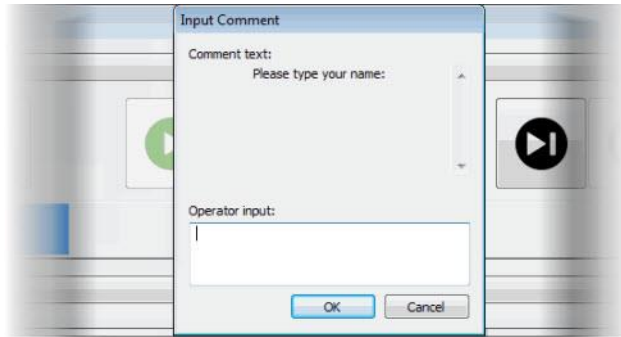 Input Comment
Comment text:
Please type your name:
Operator input:
OK
Cancel